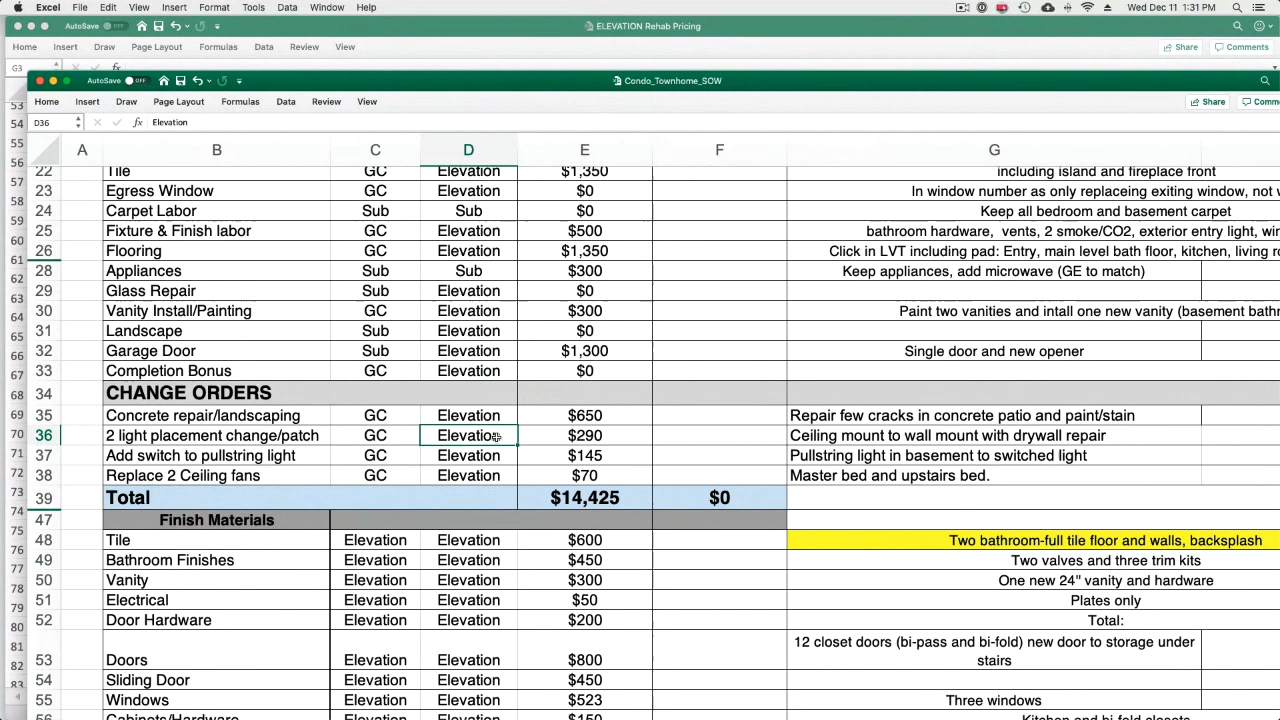 Excel File Edit View Insert Format Tools Data Window Help Wed Dec 11 1:31 PM
AutoSave OFF ELEVATION Rehab Pricing
Home Insert Draw Page Layout Formulas Data Review View Share Comments
G3 fx
AutoSave OFF Condo_Townhome_SOW
Home Insert Draw Page Layout Formulas Data Review View Share Comm
D36 fx Elevation
A B C D E F G
22 Tile GC Elevation $1,350 including island and fireplace front
23 Egress Window GC Elevation $0 In window number as only replaceing exiting window, not
24 Carpet Labor Sub Sub $0 Keep all bedroom and basement carpet
25 Fixture & Finish labor GC Elevation $500 bathroom hardware, vents, 2 smoke/CO2, exterior entry light,
26 Flooring GC Elevation $1,350 Click in LVT including pad: Entry, main level bath floor, kitchen, living
28 Appliances Sub Sub $300 Keep appliances, add microwave (GE to match)
29 Glass Repair Sub Elevation $0
30 Vanity Install/Painting GC Elevation $300 Paint two vanities and intall one new vanity (basement
31 Landscape Sub Elevation $0
32 Garage Door Sub Elevation $1,300 Single door and new opener
33 Completion Bonus GC Elevation $0
34 CHANGE ORDERS
35 Concrete repair/landscaping GC Elevation $650 Repair few cracks in concrete patio and paint/stain
36 2 light placement change/patch GC Elevation $290 Ceiling mount to wall mount with drywall repair
37 Add switch to pullstring light GC Elevation $145 Pullstring light in basement to switched light
38 Replace 2 Ceiling fans GC Elevation $70 Master bed and upstairs bed.
39 Total $14,425 $0
47 Finish Materials
48 Tile Elevation Elevation $600 Two bathroom-full tile floor and walls, backsplash
49 Bathroom Finishes Elevation Elevation $450 Two valves and three trim kits
50 Vanity Elevation Elevation $300 One new 24" vanity and hardware
51 Electrical Elevation Elevation $50 Plates only
52 Door Hardware Elevation Elevation $200 Total:
12 closet doors (bi-pass and bi-fold) new door to storage under
53 Doors Elevation Elevation $800 stairs
54 Sliding Door Elevation Elevation $450
55 Windows Elevation Elevation $523 Three windows
Cabinets/Hardware Elevation Elevation $150 Kitchen and bi-fold closets